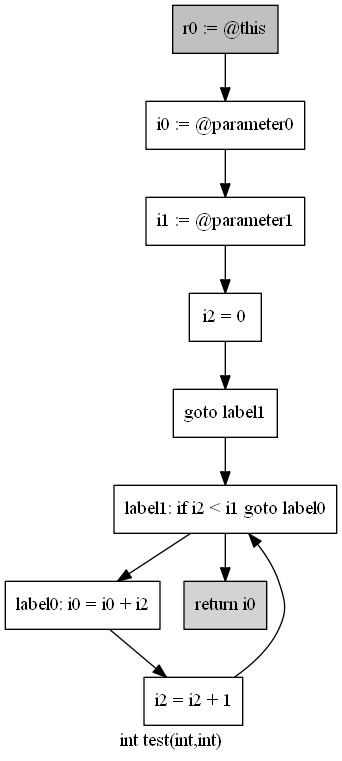 r0 := @this
i0 := @parameter0
i1 := @parameter1
i2 = 0
goto label1
label1: if i2 < i1 goto label0
label0: i0 = i0 + i2
return i0
i2 = i2 + 1
int test(int,int)